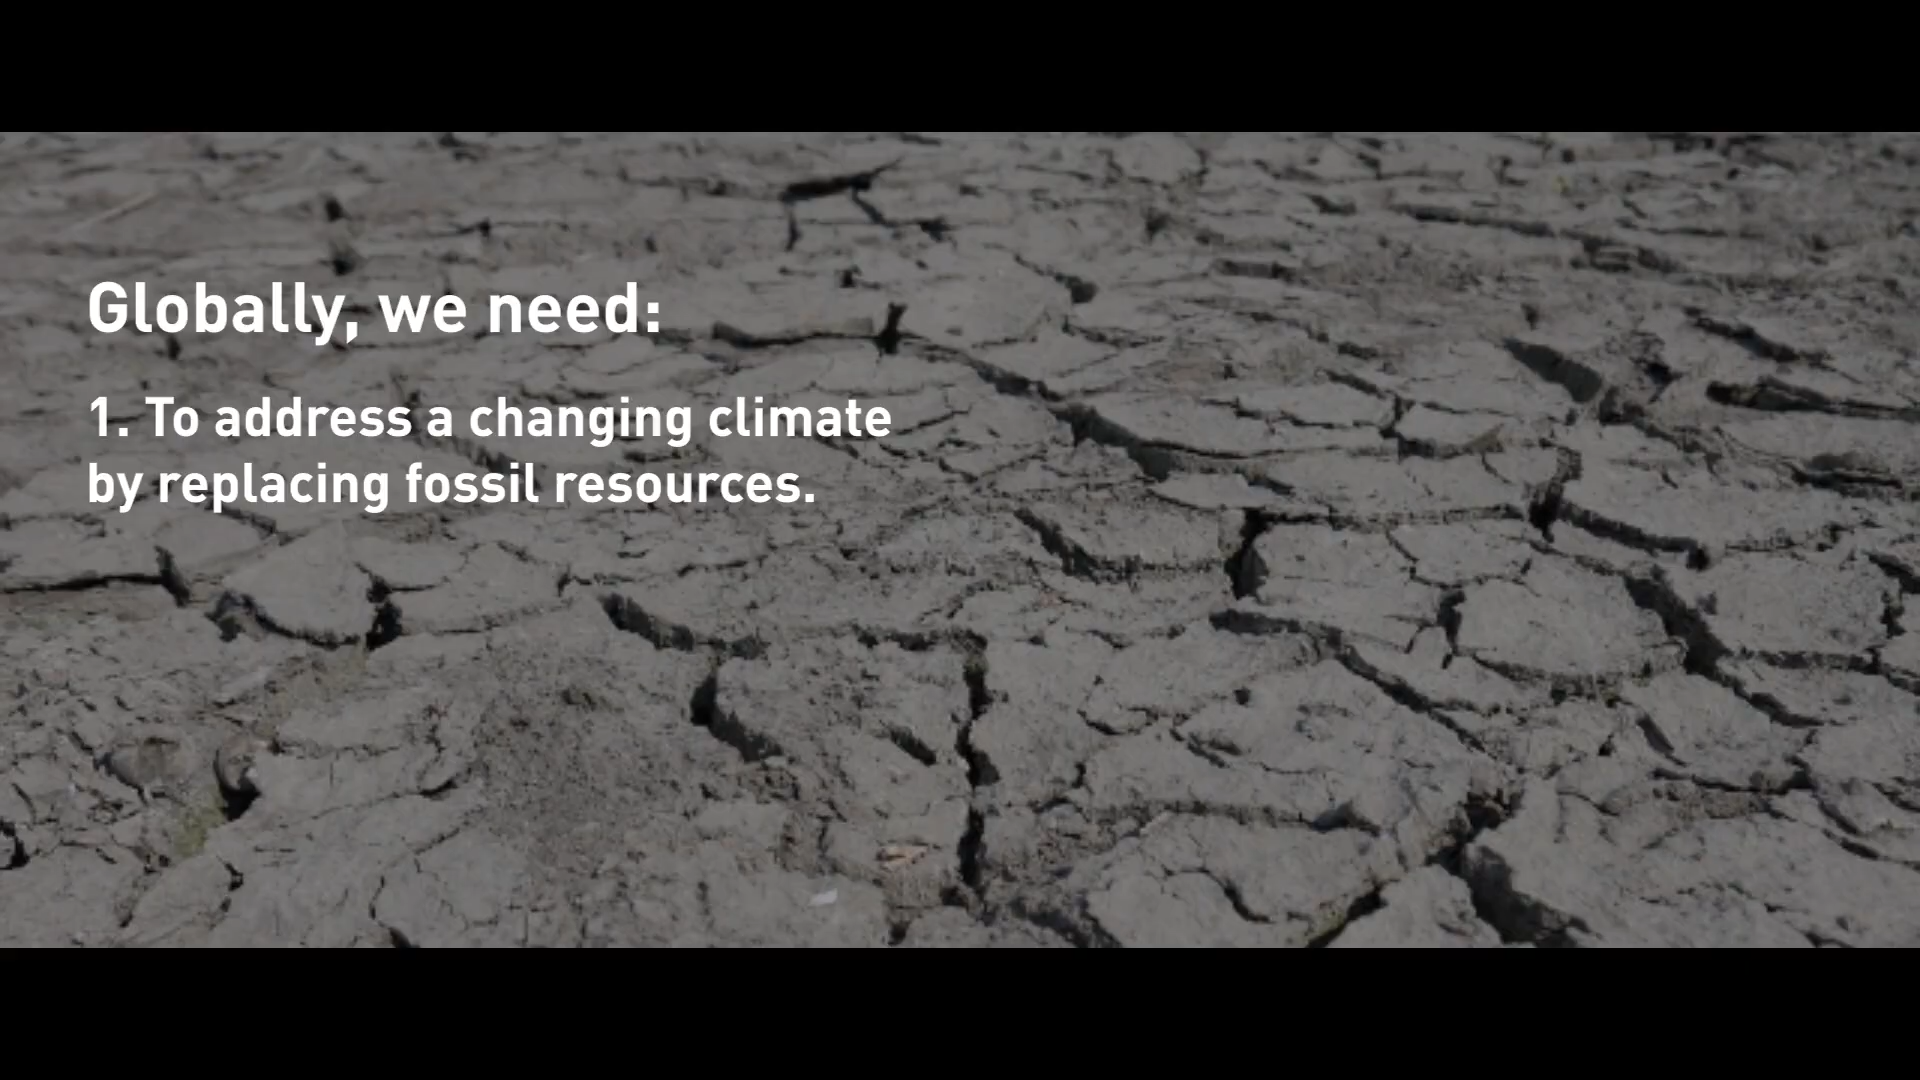 Globally, we need:
1. To address a changing climate
by replacing fossil resources.